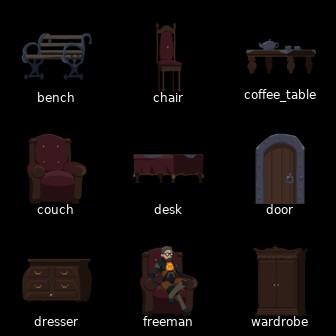 bench
chair
coffee_table
couch
desk
door
dresser
freeman
wardrobe